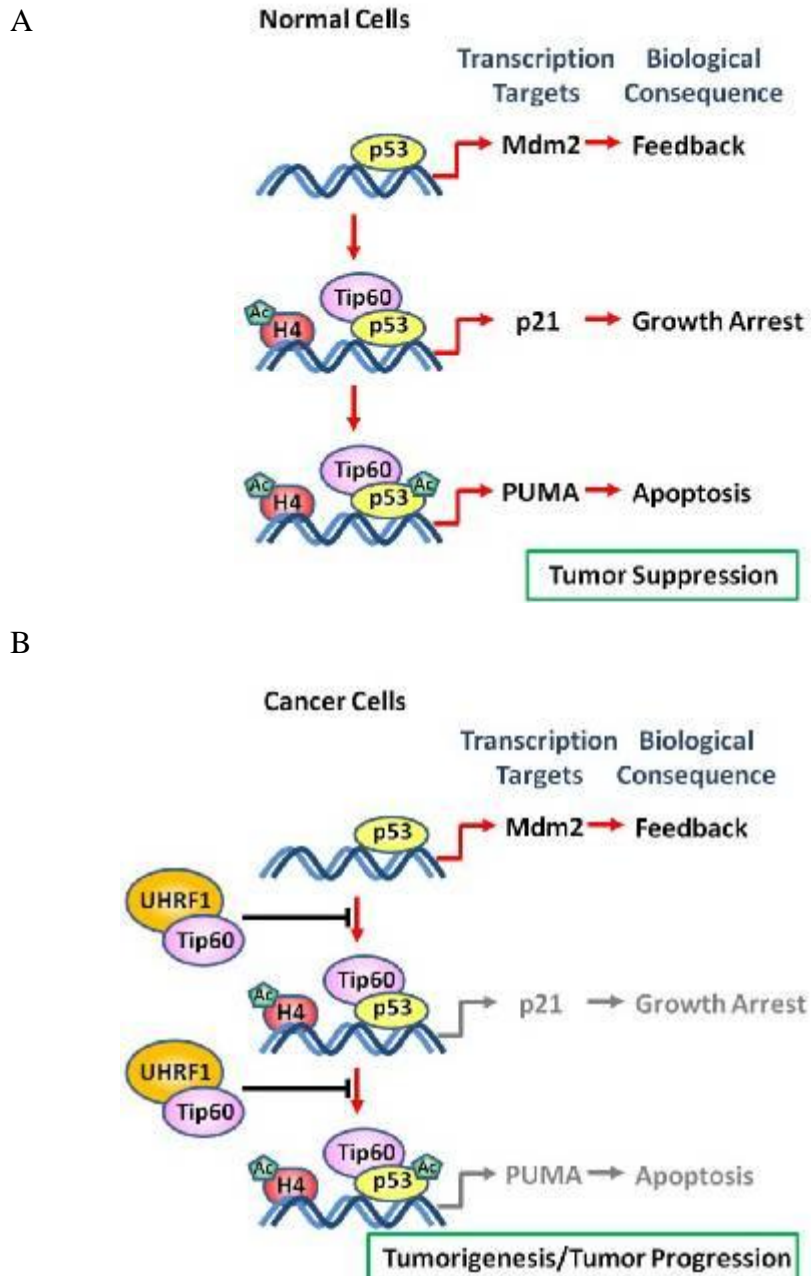 A
Normal Cells
Transcription Biological
Targets Consequence
p53
Mdm2 Feedback
Tip60
Ac
H4 p53
p21 Growth Arrest
Tip60
Ac Ac
H4 p53
PUMA Apoptosis
Tumor Suppression
B
Cancer Cells
Transcription Biological
Targets Consequence
p53
Mdm2 Feedback
UHRF1
Tip60
Tip60
Ac
H4 p53
p21 Growth Arrest
UHRF1
Tip60
Tip60
Ac Ac
H4 p53
PUMA Apoptosis
Tumorigenesis/Tumor Progression